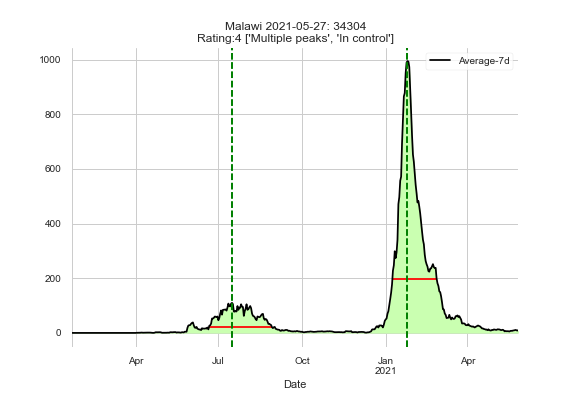 Malawi 2021-05-27: 34304
Rating:4 ['Multiple peaks', 'In control']
Average-7d
1000
800
600
400
200
0
Apr
Jul
Oct
Jan
2021
Apr
Date